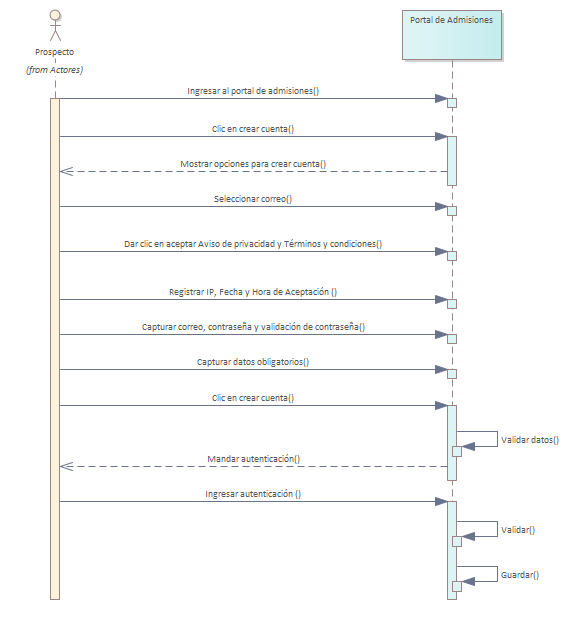 Portal de Admisiones
Prospecto
(from Actores)
Ingresar al portal de admisiones()
Clic en crear cuenta()
Mostrar opciones para crear cuenta()
Seleccionar correo()
Dar clic en aceptar Aviso de privacidad y Términos y condiciones()
Registrar IP, Fecha y Hora de Aceptación ()
Capturar correo, contraseña y validación de contraseña()
Capturar datos obligatorios()
Clic en crear cuenta()
Validar datos()
Mandar autenticación()
Ingresar autenticación ()
Validar()
Guardar()